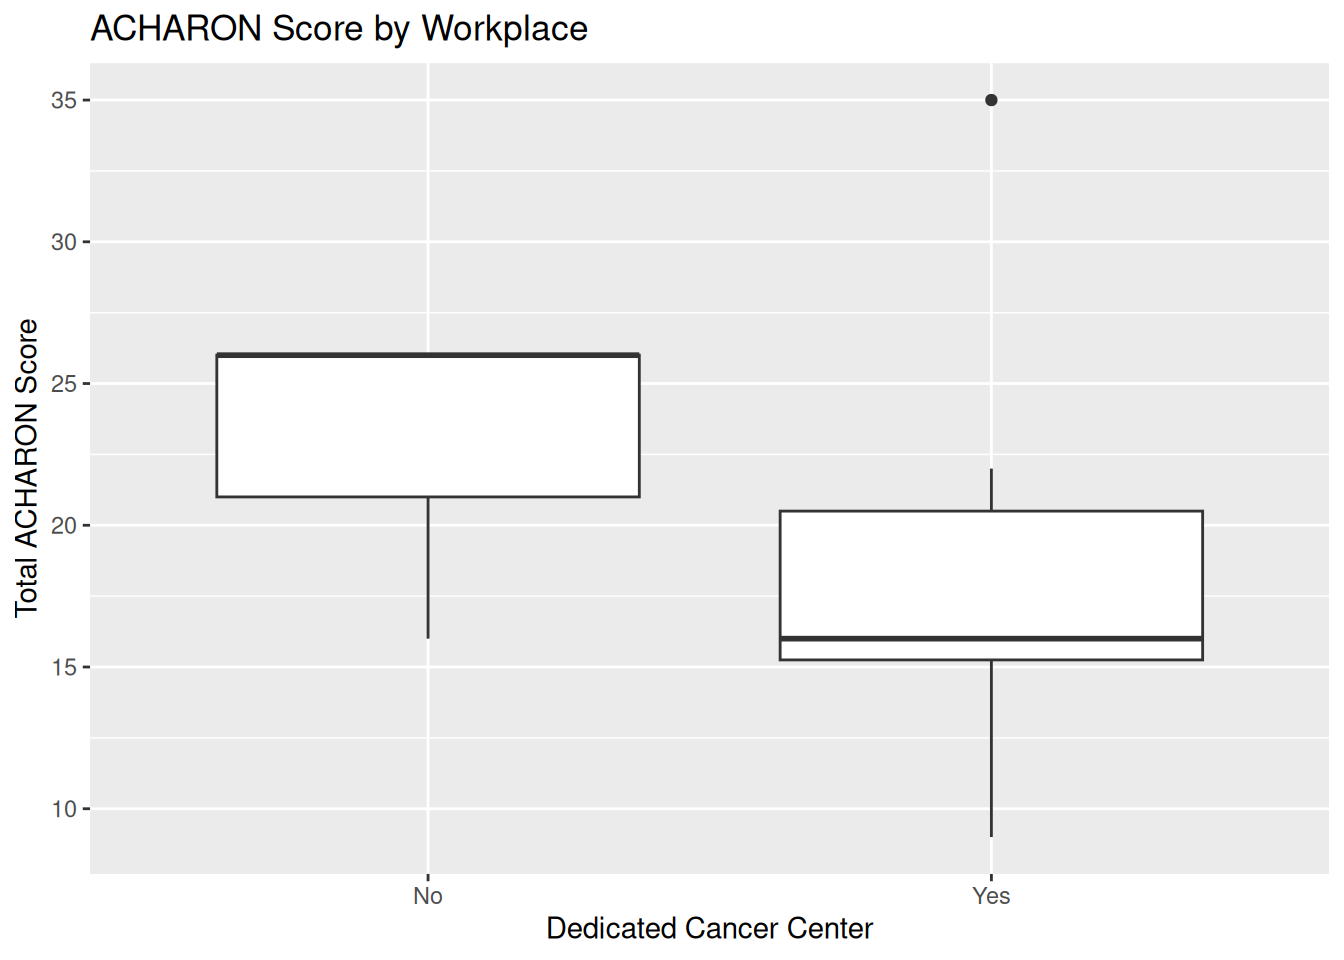 ACHARON Score by Workplace
Total ACHARON Score
35
30
25
20
15
10
No
Yes
Dedicated Cancer Center